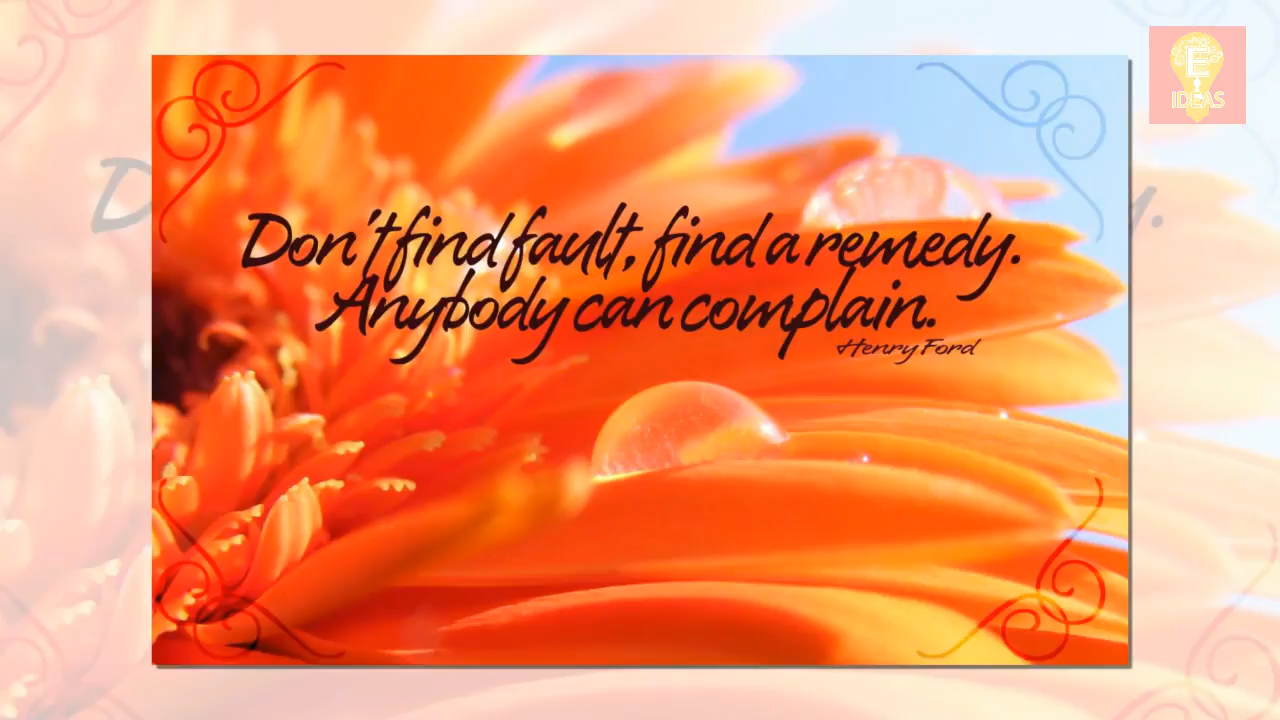 E
IDEAS
Don't find fault, find a remedy.
Anybody can complain.
Henry Ford